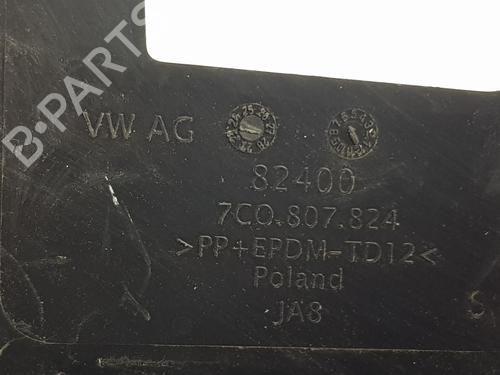 B-PARTS
VW AG
82400
7C0.807.824
>PP+EPDM-TD12<
Poland
JA8
S